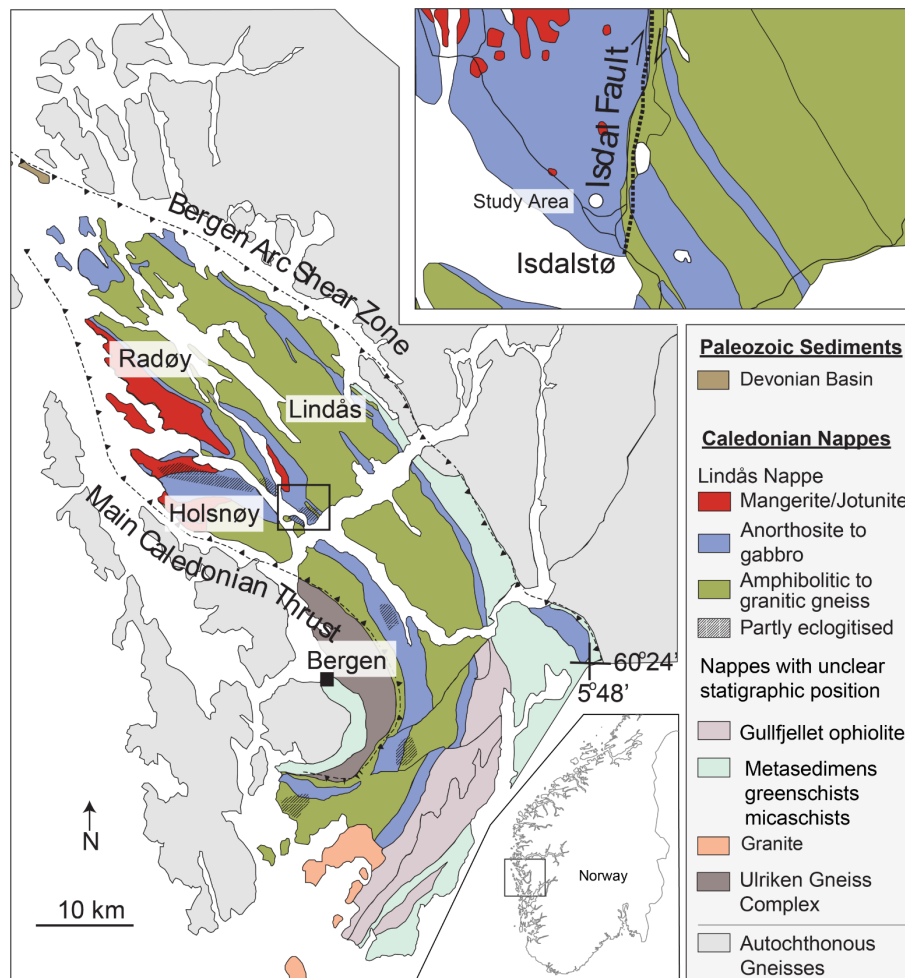 Isdal Fault
Study Area
Isdalstø
Bergen Arc Shear Zone
Radøy
Lindås
Holsnøy
Main Caledonian Thrust
Bergen
60°24'
5°48'
N
10 km
Norway
Paleozoic Sediments
Devonian Basin
Caledonian Nappes
Lindås Nappe
Mangerite/Jotunite
Anorthosite to
gabbro
Amphibolitic to
granitic gneiss
Partly eclogitised
Nappes with unclear
statigraphic position
Gullfjellet ophiolite
Metasedimens
greenschists
micaschists
Granite
Ulriken Gneiss
Complex
Autochthonous
Gneisses